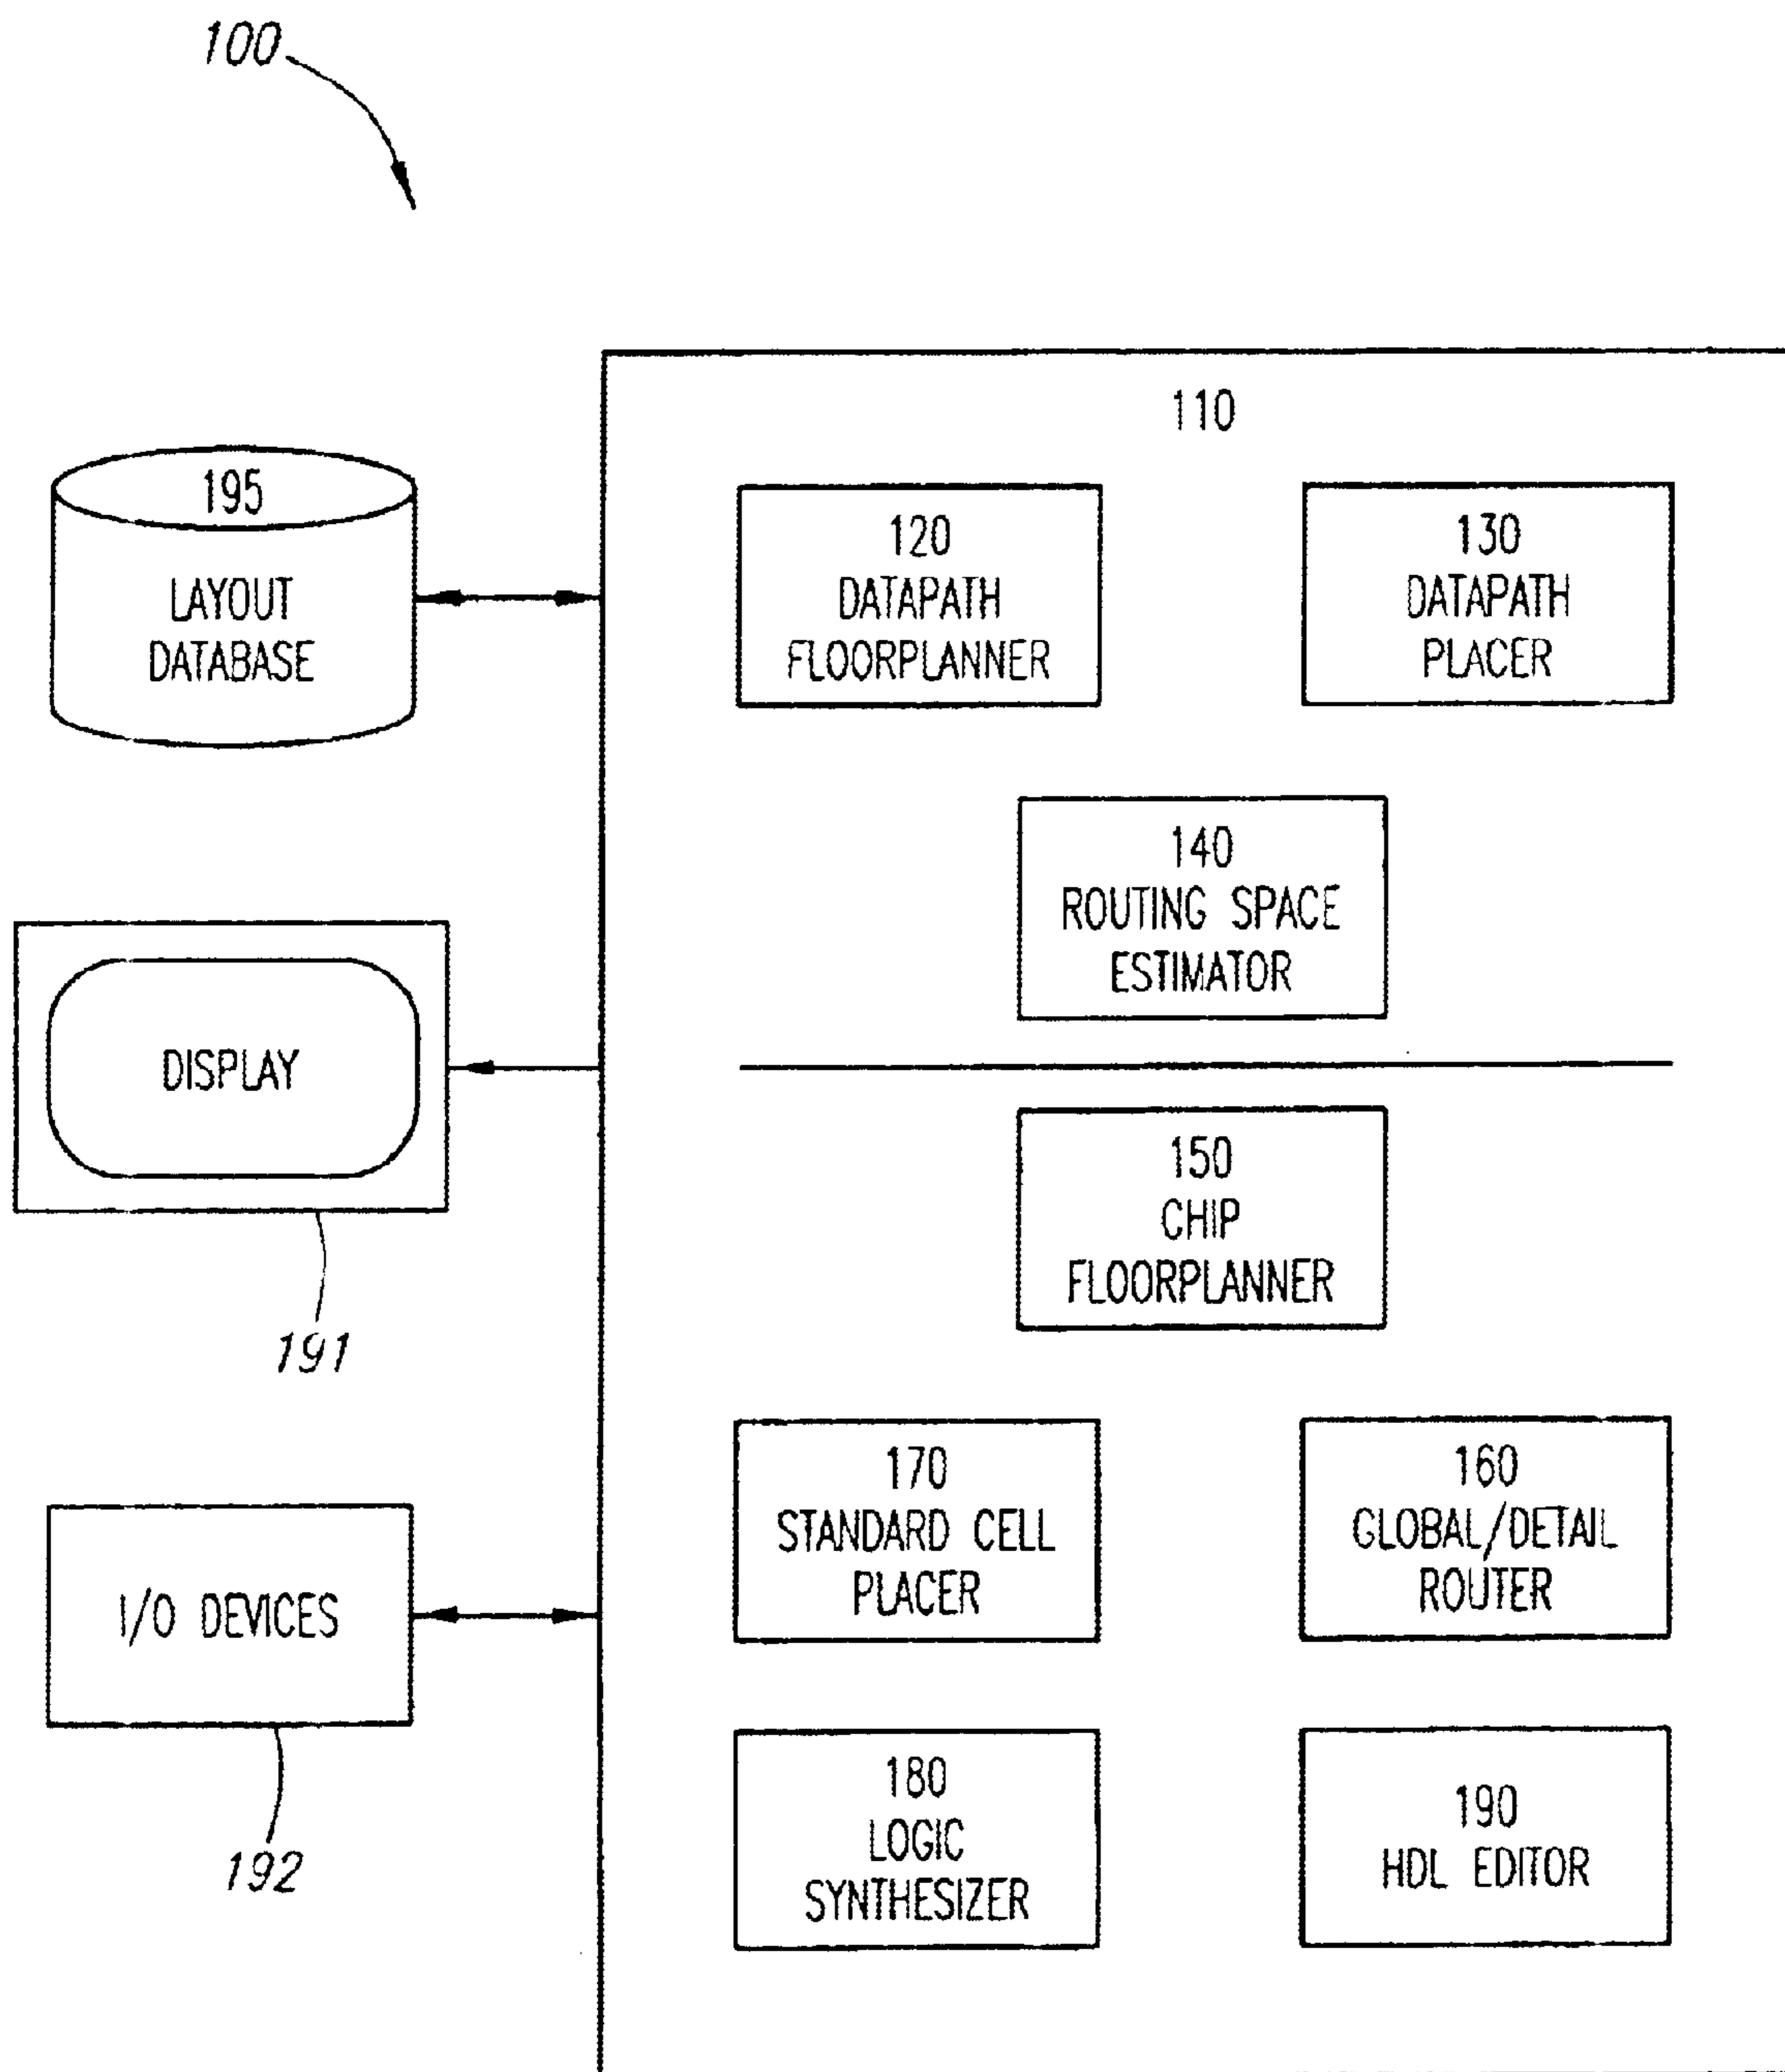 100
110
195
LAYOUT
DATABASE
120
DATAPATH
FLOORPLANNER
130
DATAPATH
PLACER
140
ROUTING SPACE
ESTIMATOR
DISPLAY
191
150
CHIP
FLOORPLANNER
170
STANDARD CELL
PLACER
160
GLOBAL/DETAIL
ROUTER
I/O DEVICES
192
180
LOGIC
SYNTHESIZER
190
HDL EDITOR